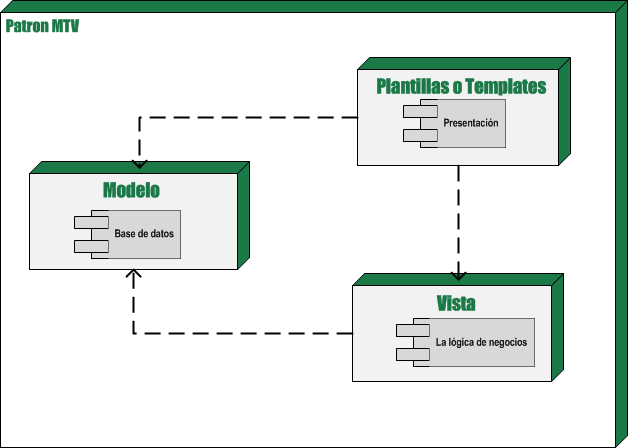 Patron MTV
Plantillas o Templates
Presentación
Modelo
Base de datos
Vista
La lógica de negocios